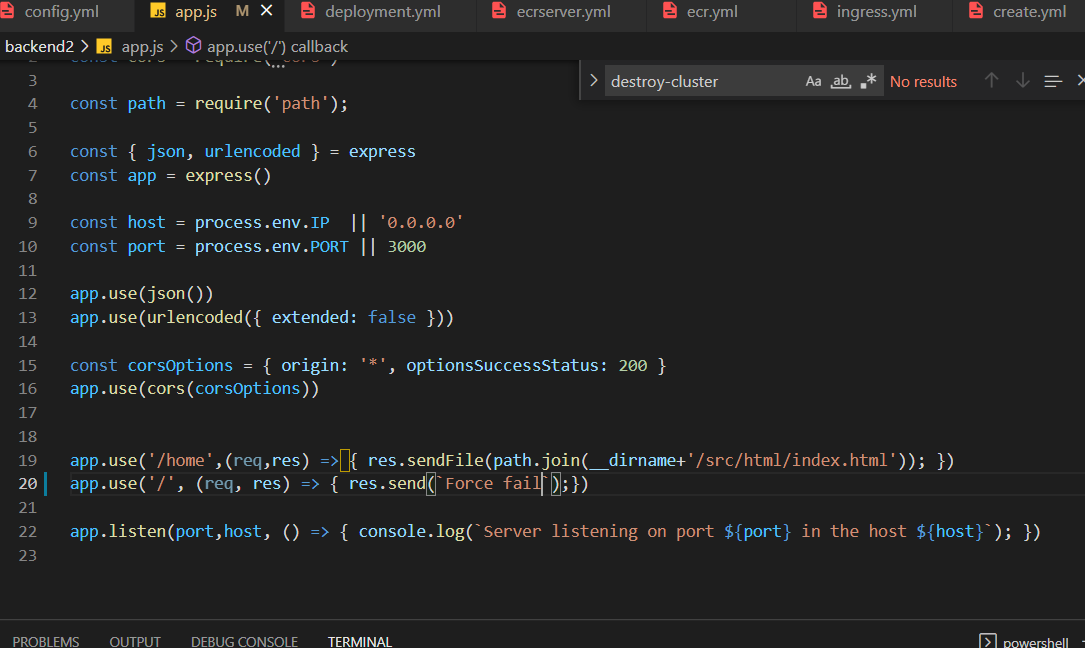 config.yml JS app.js M deployment.yml ecrserver.yml ecr.yml ingress.yml create.yml
backend2 > JS app.js > app.use('/') callback
destroy-cluster Aa ab .* No results
3
4 const path = require('path');
5
6 const { json, urlencoded } = express
7 const app = express()
8
9 const host = process.env.IP  || '0.0.0.0'
10 const port = process.env.PORT || 3000
11
12 app.use(json())
13 app.use(urlencoded({ extended: false }))
14
15 const corsOptions = { origin: '*', optionsSuccessStatus: 200 }
16 app.use(cors(corsOptions))
17
18
19 app.use('/home',(req,res) => { res.sendFile(path.join(__dirname+'/src/html/index.html')); })
20 app.use('/', (req, res) => { res.send(`Force fail`);})
21
22 app.listen(port,host, () => { console.log(`Server listening on port ${port} in the host ${host}`); })
23
PROBLEMS OUTPUT DEBUG CONSOLE TERMINAL powershell